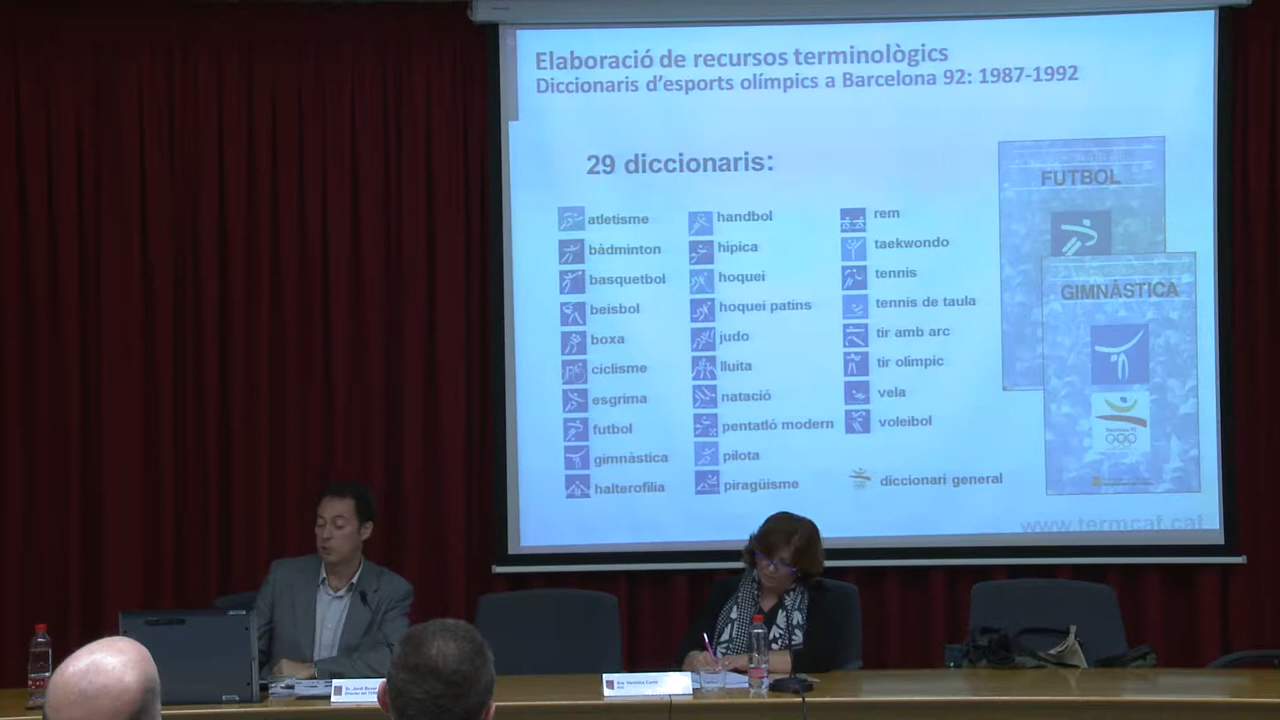 Elaboració de recursos terminològics
Diccionaris d'esports olímpics a Barcelona 92: 1987-1992
29 diccionaris:
atletisme
bàdminton
basquetbol
beisbol
boxa
ciclisme
esgrima
futbol
gimnàstica
halterofília
handbol
hípica
hoquei
hoquei patins
judo
lluita
natació
pentatló modern
pilota
piragüisme
rem
taekwondo
tennis
tennis de taula
tir amb arc
tir olímpic
vela
voleibol
diccionari general
FUTBOL
GIMNÀSTICA
www.termcat.cat